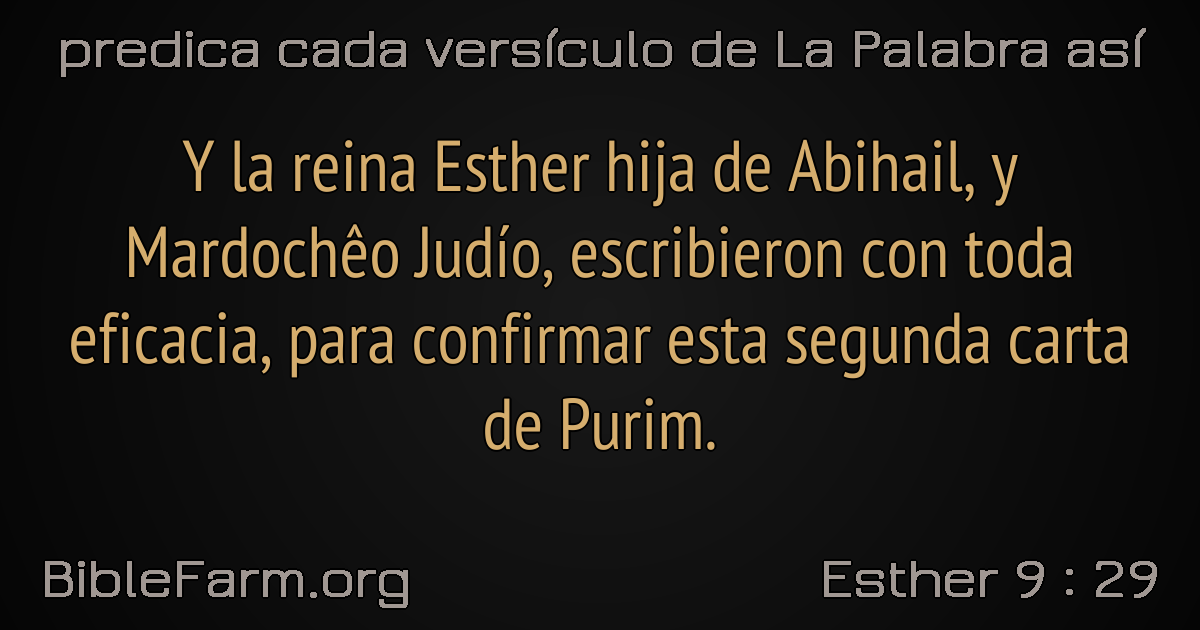 predica cada versículo de La Palabra así
Y la reina Esther hija de Abihail, y
Mardochêo Judío, escribieron con toda
eficacia, para confirmar esta segunda carta
de Purim.
BibleFarm.org
Esther 9 : 29